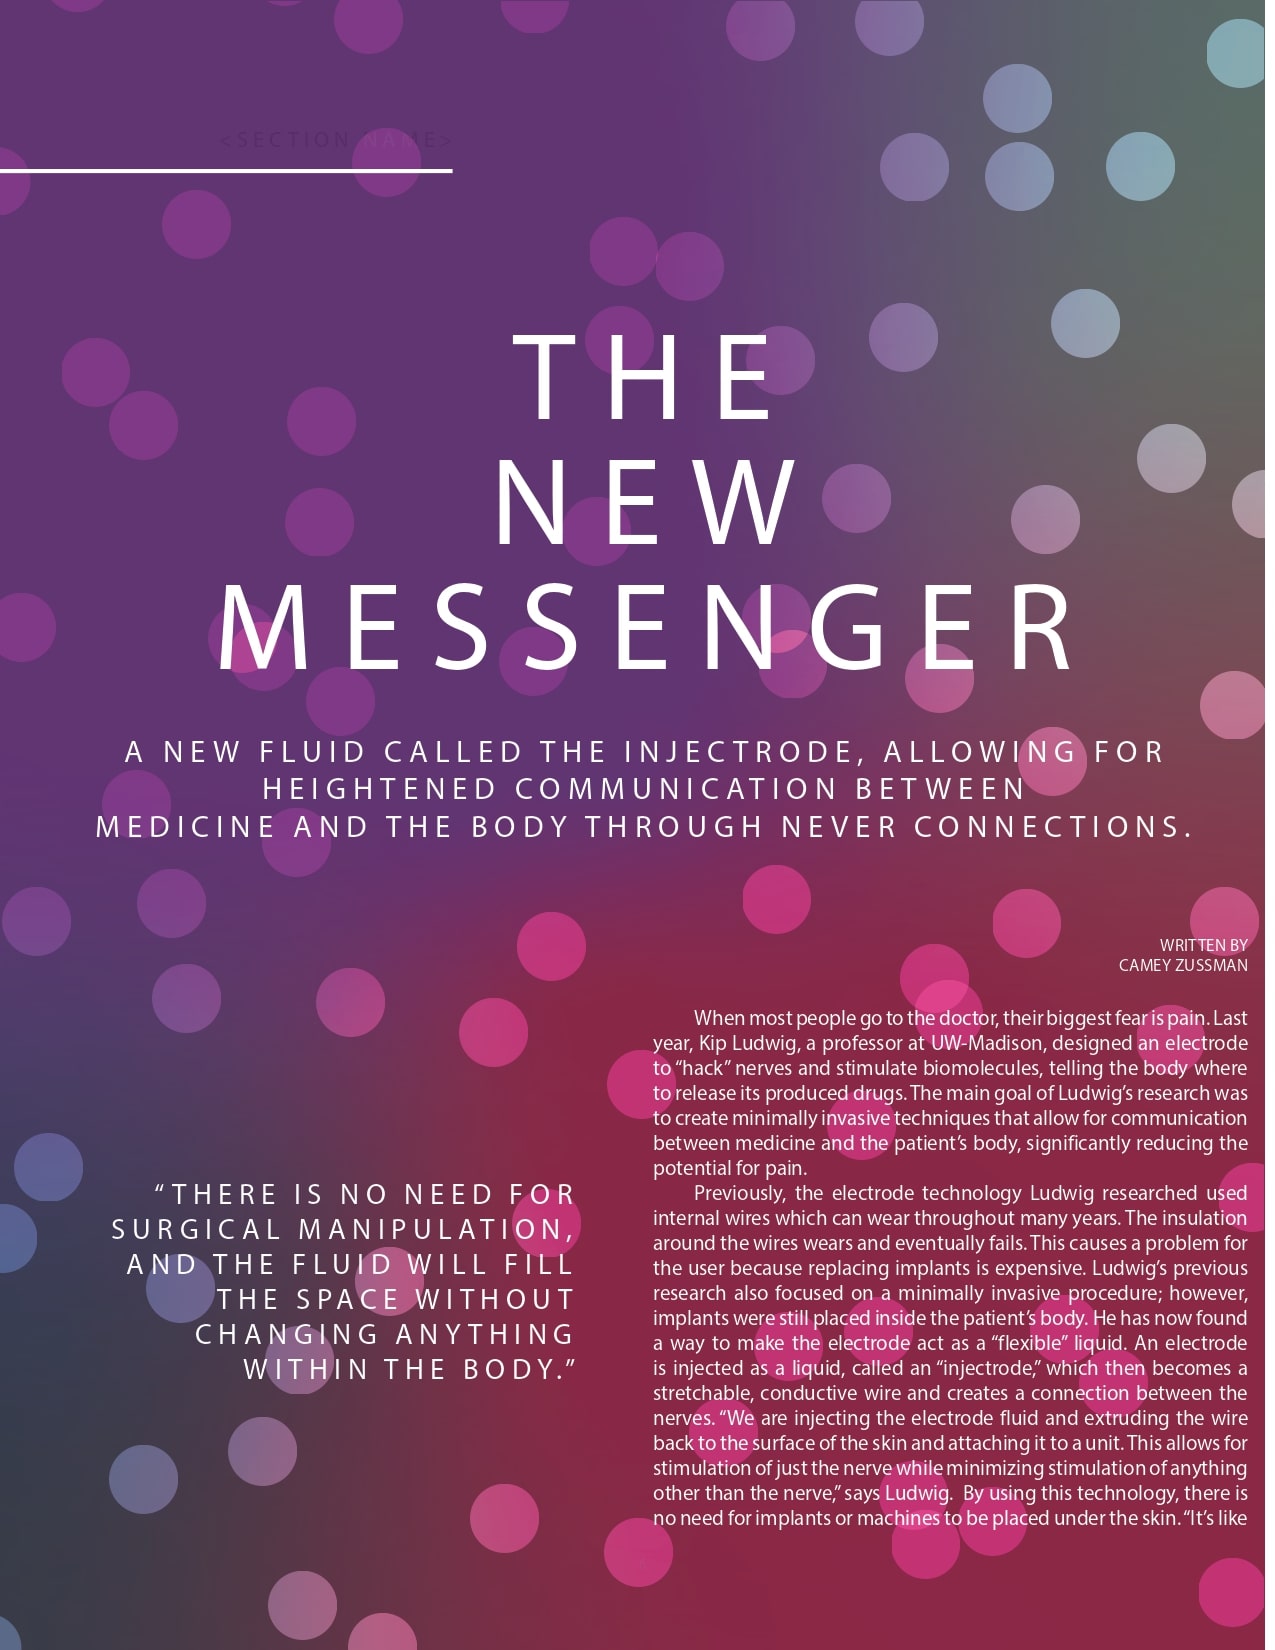 <SECTION NAME>
THE
NEW
MESSENGER
A NEW FLUID CALLED THE INJECTRODE, ALLOWING FOR
HEIGHTENED COMMUNICATION BETWEEN
MEDICINE AND THE BODY THROUGH NEVER CONNECTIONS.
WRITTEN BY
CAMEY ZUSSMAN
“THERE IS NO NEED FOR
SURGICAL MANIPULATION,
AND THE FLUID WILL FILL
THE SPACE WITHOUT
CHANGING ANYTHING
WITHIN THE BODY.”
When most people go to the doctor, their biggest fear is pain. Last
year, Kip Ludwig, a professor at UW-Madison, designed an electrode
to “hack” nerves and stimulate biomolecules, telling the body where
to release its produced drugs. The main goal of Ludwig’s research was
to create minimally invasive techniques that allow for communication
between medicine and the patient’s body, significantly reducing the
potential for pain.
Previously, the electrode technology Ludwig researched used
internal wires which can wear throughout many years. The insulation
around the wires wears and eventually fails. This causes a problem for
the user because replacing implants is expensive. Ludwig’s previous
research also focused on a minimally invasive procedure; however,
implants were still placed inside the patient’s body. He has now found
a way to make the electrode act as a “flexible” liquid. An electrode
is injected as a liquid, called an “injectrode,” which then becomes a
stretchable, conductive wire and creates a connection between the
nerves. “We are injecting the electrode fluid and extruding the wire
back to the surface of the skin and attaching it to a unit. This allows for
stimulation of just the nerve while minimizing stimulation of anything
other than the nerve,” says Ludwig.  By using this technology, there is
no need for implants or machines to be placed under the skin. “It’s like